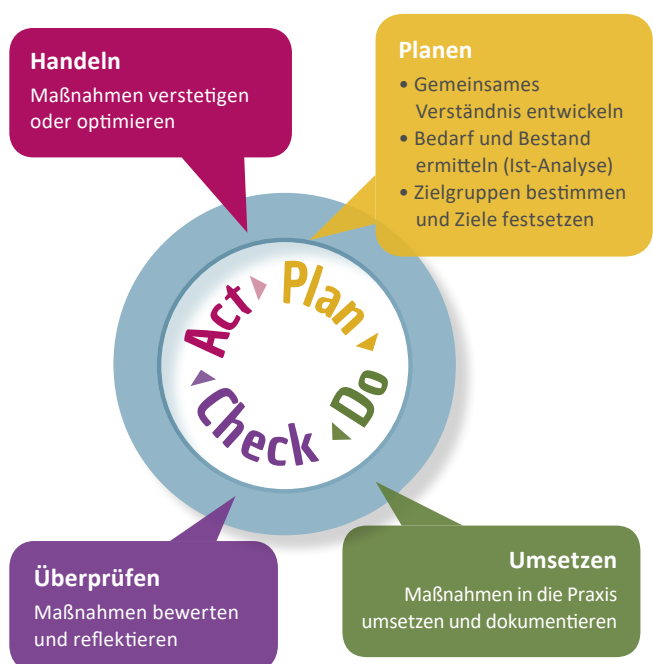 Handeln
Maßnahmen verstetigen
oder optimieren
Planen
• Gemeinsames
Verständnis entwickeln
• Bedarf und Bestand
ermitteln (Ist-Analyse)
• Zielgruppen bestimmen
und Ziele festsetzen
Plan
Do
Check
Act
Überprüfen
Maßnahmen bewerten
und reflektieren
Umsetzen
Maßnahmen in die Praxis
umsetzen und dokumentieren